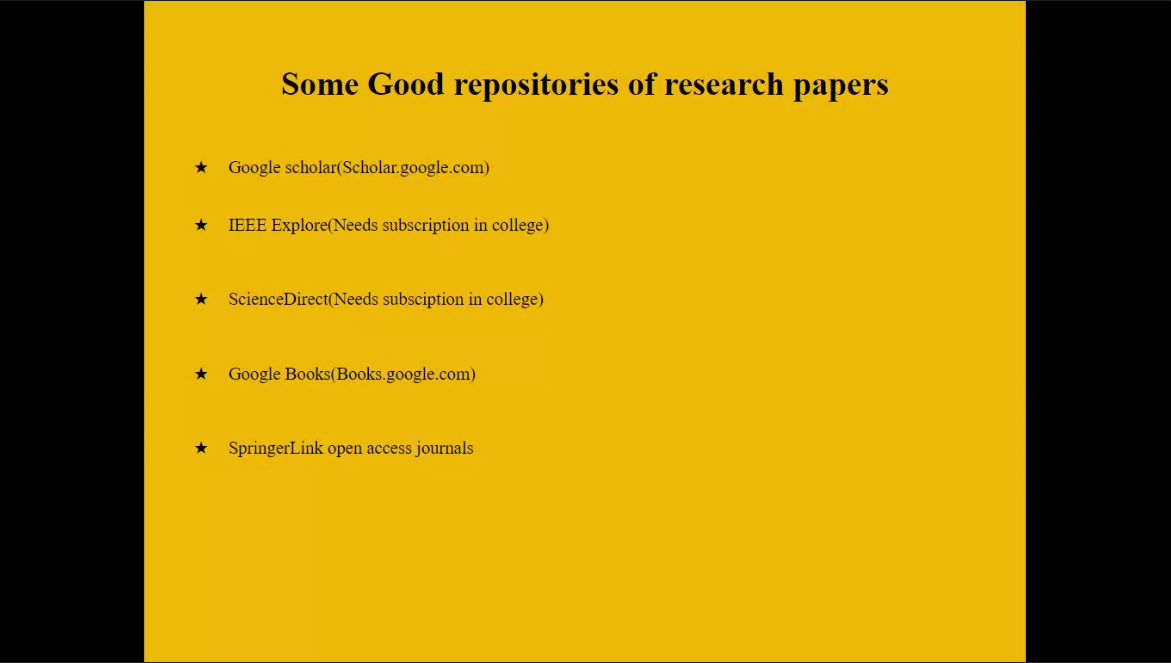 Some Good repositories of research papers
★ Google scholar(Scholar.google.com)
★ IEEE Explore(Needs subscription in college)
★ ScienceDirect(Needs subsciption in college)
★ Google Books(Books.google.com)
★ SpringerLink open access journals